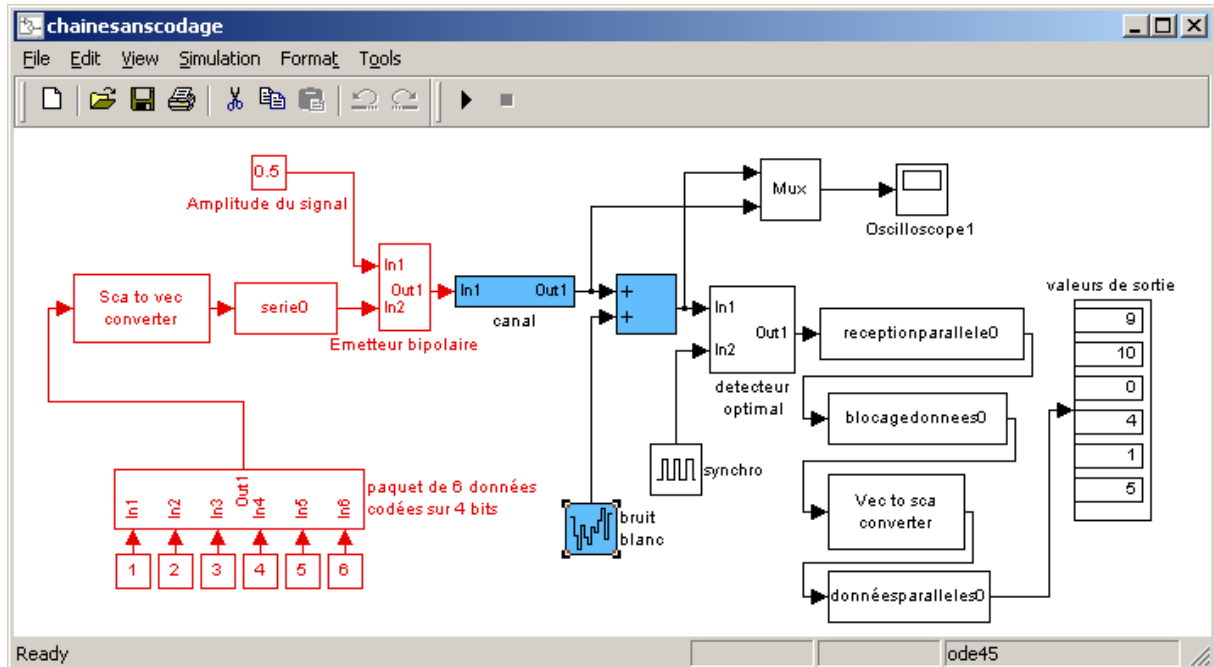 chainesanscodage
File Edit View Simulation Format Tools
0.5
Amplitude du signal
Mux
Oscilloscope1
Sca to vec
converter
serie0
In1
Out1
In2
Emetteur bipolaire
In1 Out1
canal
+
+
In1
Out1
In2
detecteur
optimal
receptionparallele0
blocagedonnees0
Vec to sca
converter
donnéesparalleles0
valeurs de sortie
9
10
0
4
1
5
synchro
bruit
blanc
Out1
In1 In2 In3 In4 In5 In6
paquet de 6 données
codées sur 4 bits
1 2 3 4 5 6
Ready
ode45